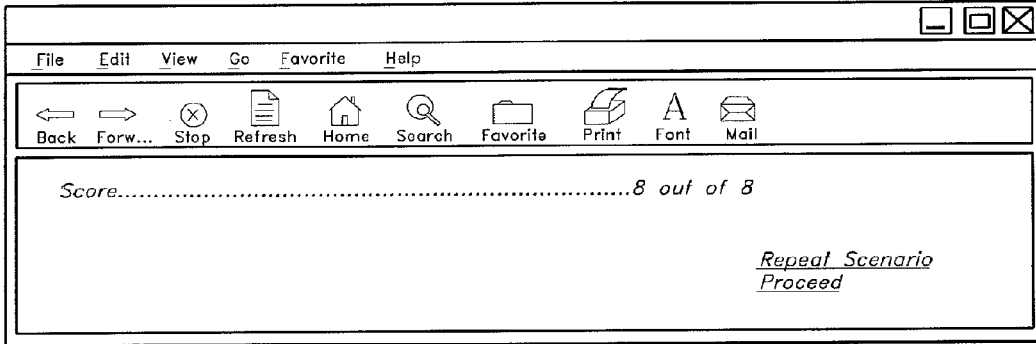 File Edit View Go Favorite Help
Back Forw... Stop Refresh Home Search Favorite Print Font Mail
Score..................................................................8 out of 8
Repeat Scenario
Proceed